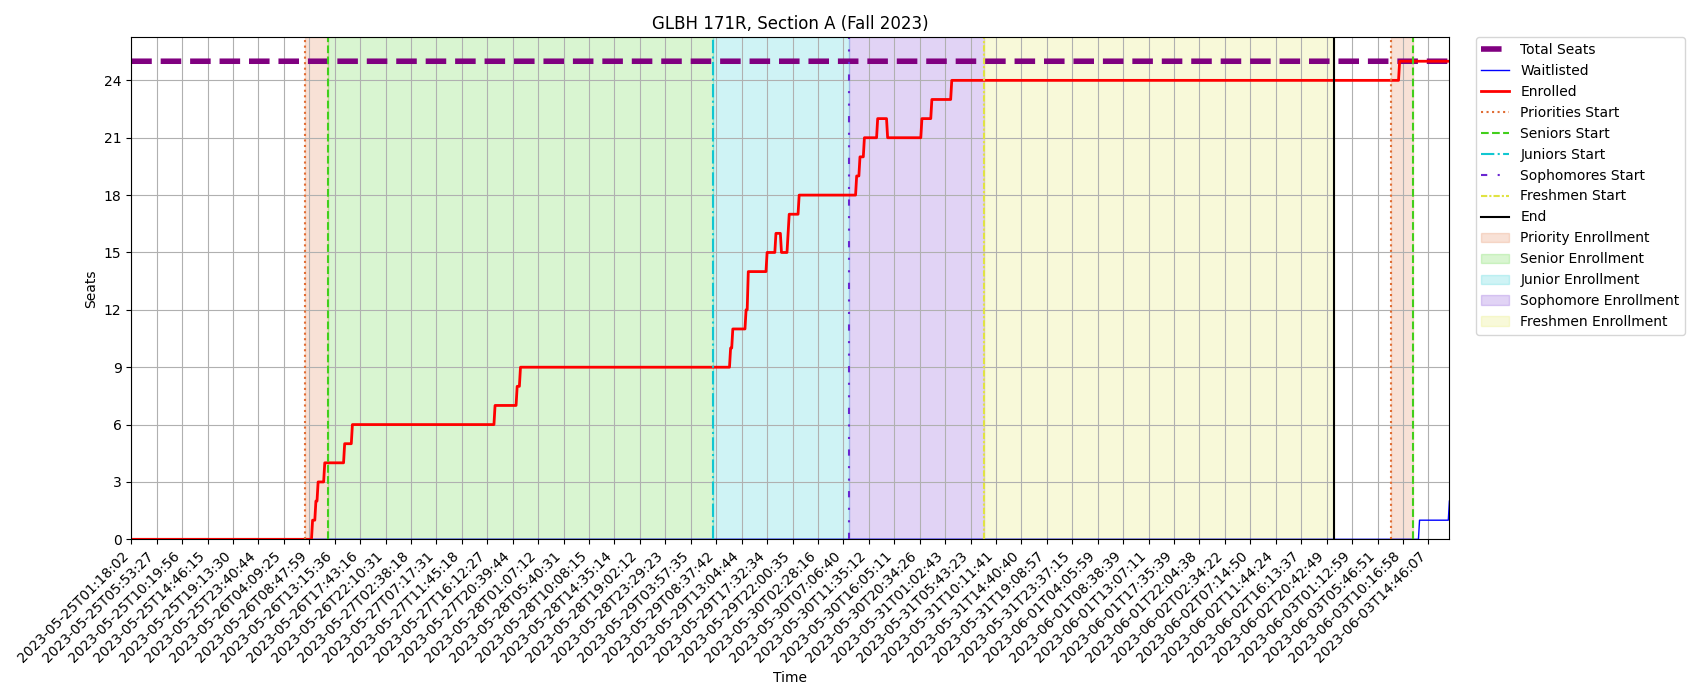 GLBH 171R, Section A (Fall 2023)
Seats
24
21
18
15
12
9
6
3
0
2023-05-25T01:18:02
2023-05-25T05:53:27
2023-05-25T10:19:56
2023-05-25T14:46:15
2023-05-25T19:13:30
2023-05-25T23:40:44
2023-05-26T04:09:25
2023-05-26T08:47:59
2023-05-26T13:15:36
2023-05-26T17:43:16
2023-05-26T22:10:31
2023-05-27T02:38:18
2023-05-27T07:17:31
2023-05-27T11:45:18
2023-05-27T16:12:27
2023-05-27T20:39:44
2023-05-28T01:07:12
2023-05-28T05:40:31
2023-05-28T10:08:15
2023-05-28T14:35:14
2023-05-28T19:02:12
2023-05-28T23:29:23
2023-05-29T03:57:35
2023-05-29T08:37:42
2023-05-29T13:04:44
2023-05-29T17:32:34
2023-05-29T22:00:35
2023-05-30T02:28:16
2023-05-30T07:06:40
2023-05-30T11:35:12
2023-05-30T16:05:11
2023-05-30T20:34:26
2023-05-31T01:02:43
2023-05-31T05:43:23
2023-05-31T10:11:41
2023-05-31T14:40:40
2023-05-31T19:08:57
2023-05-31T23:37:15
2023-06-01T04:05:59
2023-06-01T08:38:39
2023-06-01T13:07:11
2023-06-01T17:35:39
2023-06-01T22:04:38
2023-06-02T02:34:22
2023-06-02T07:14:50
2023-06-02T11:44:24
2023-06-02T16:13:37
2023-06-02T20:42:49
2023-06-03T01:12:59
2023-06-03T05:46:51
2023-06-03T10:16:58
2023-06-03T14:46:07
Time
Total Seats
Waitlisted
Enrolled
Priorities Start
Seniors Start
Juniors Start
Sophomores Start
Freshmen Start
End
Priority Enrollment
Senior Enrollment
Junior Enrollment
Sophomore Enrollment
Freshmen Enrollment